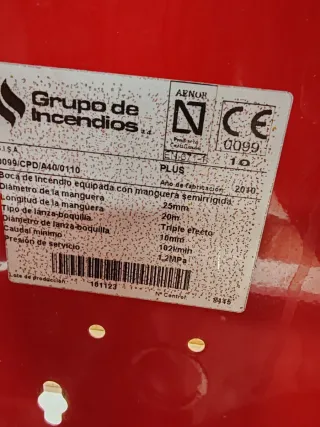 Grupo de
Incendios s.a.
AENOR
N
Producto
Certificado
CE
0099
10
G.I.S.A.
0099/CPD/A40/0110
PLUS
Boca de incendio equipada con manguera semirrígida
Año de fabricación 2010
Diámetro de la manguera 25mm
Longitud de la manguera 20m
Tipo de lanza-boquilla Triple efecto
Diámetro de lanza-boquilla 10mm
Caudal mínimo 102l/min
Presión de servicio 1,2MPa
Lote de producción 161123
Nº Control